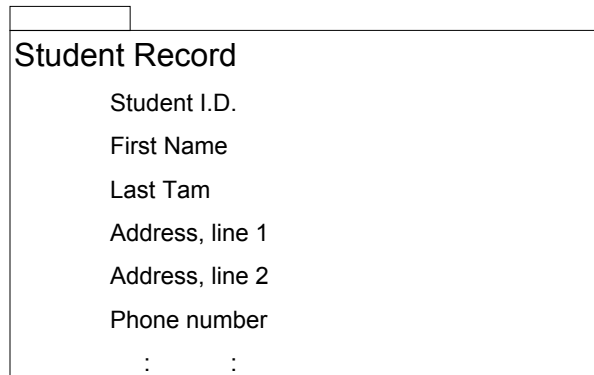 Student Record
Student I.D.
First Name
Last Tam
Address, line 1
Address, line 2
Phone number
: :